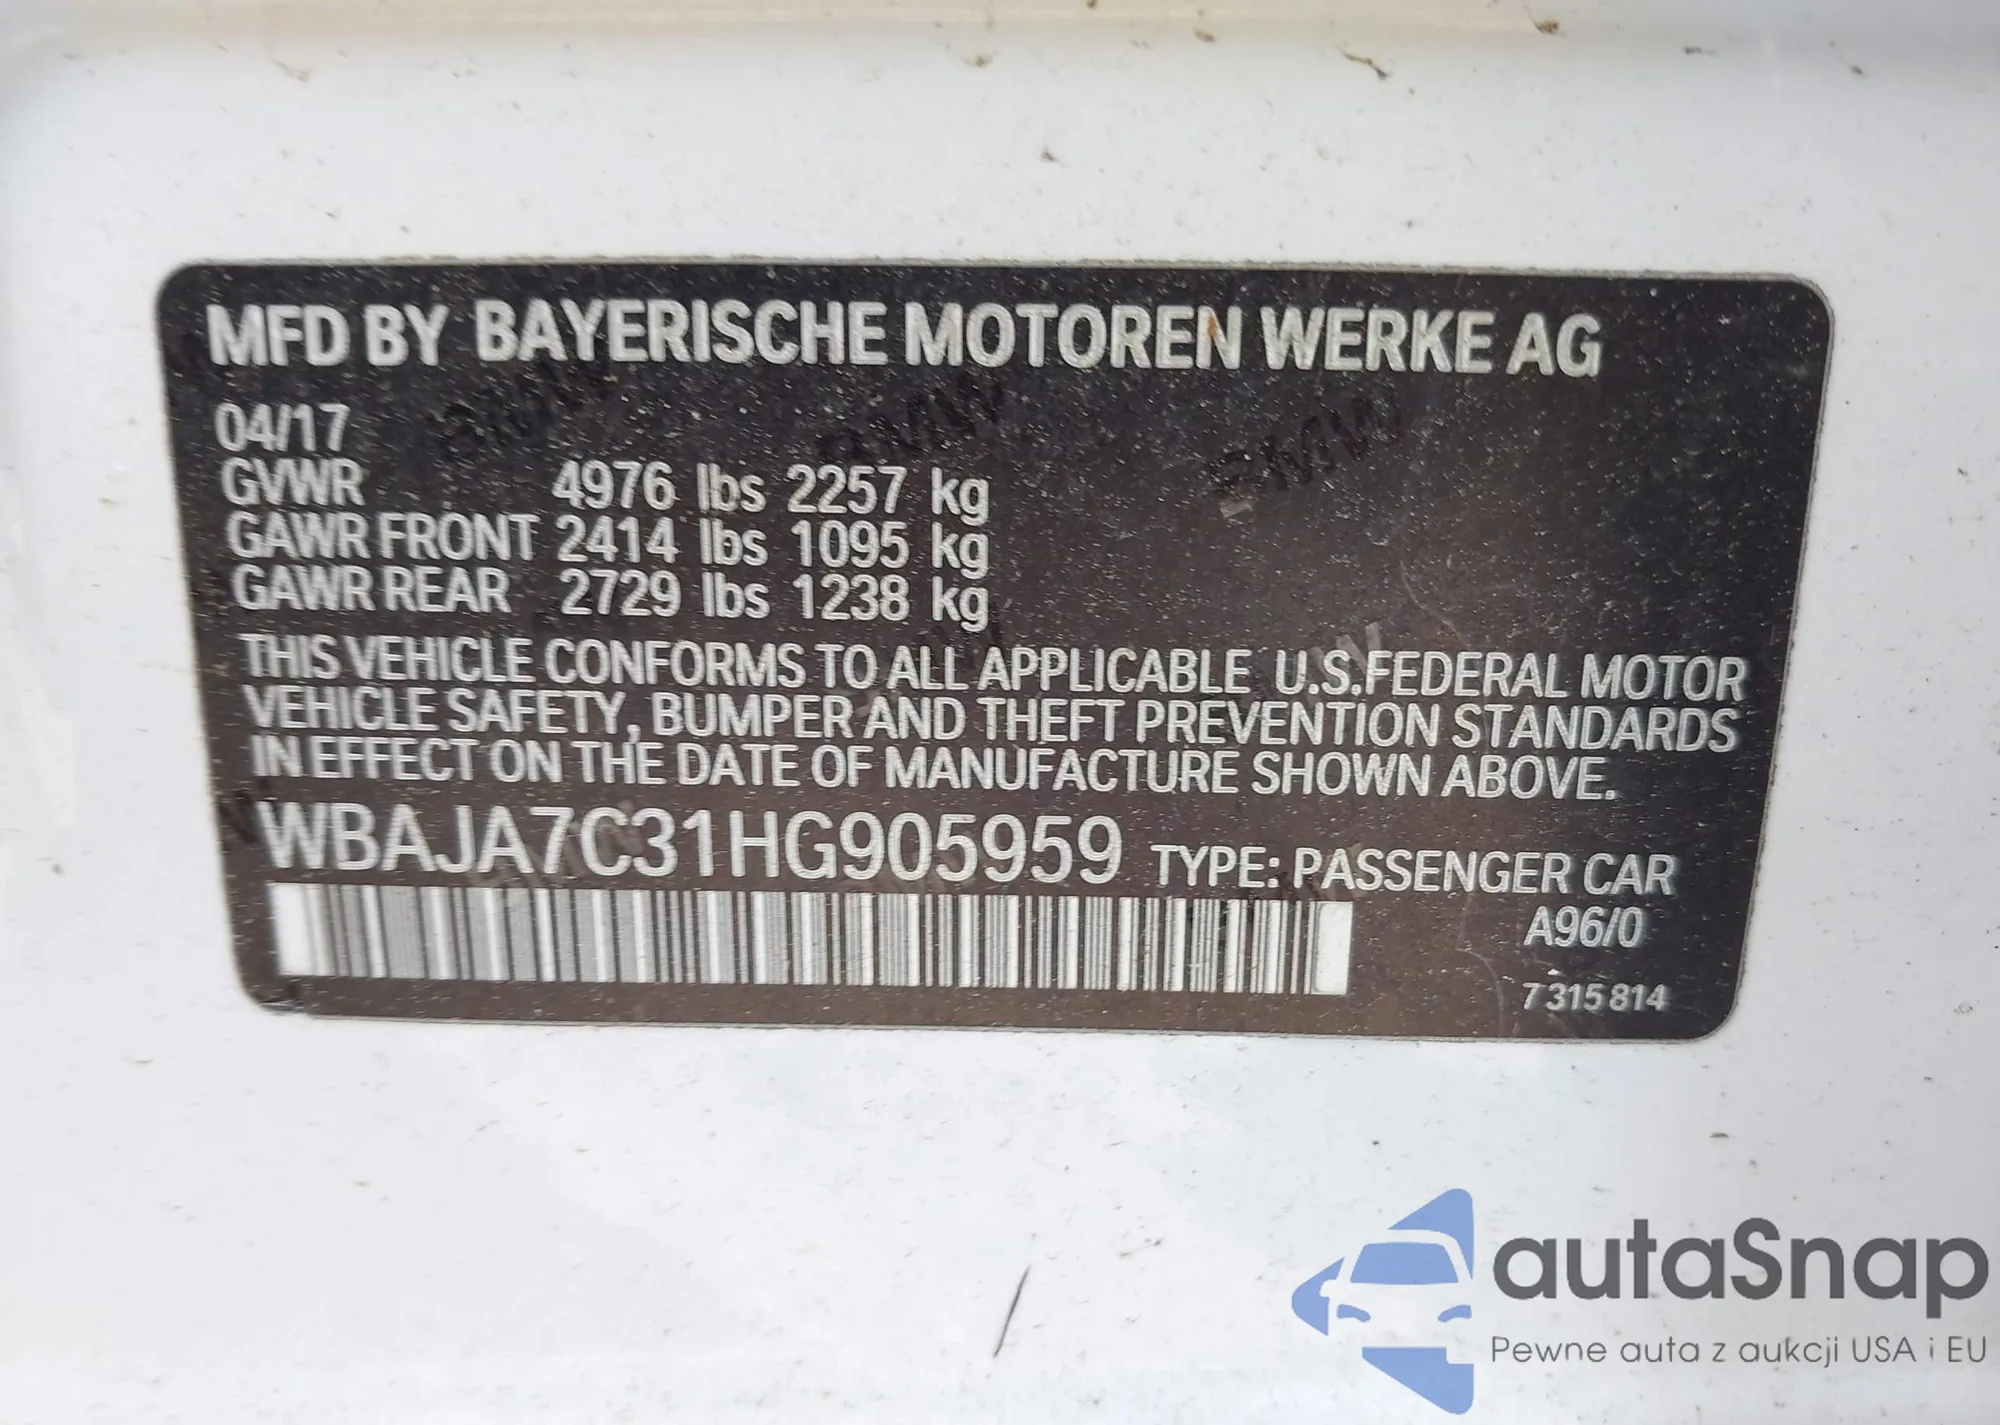 MFD BY BAYERISCHE MOTOREN WERKE AG
04/17
GVWR 4976 lbs 2257 kg
GAWR FRONT 2414 lbs 1095 kg
GAWR REAR 2729 lbs 1238 kg
THIS VEHICLE CONFORMS TO ALL APPLICABLE U.S.FEDERAL MOTOR
VEHICLE SAFETY, BUMPER AND THEFT PREVENTION STANDARDS
IN EFFECT ON THE DATE OF MANUFACTURE SHOWN ABOVE.
WBAJA7C31HG905959 TYPE: PASSENGER CAR
A96/0
7 315 814
autaSnap
Pewne auta z aukcji USA i EU